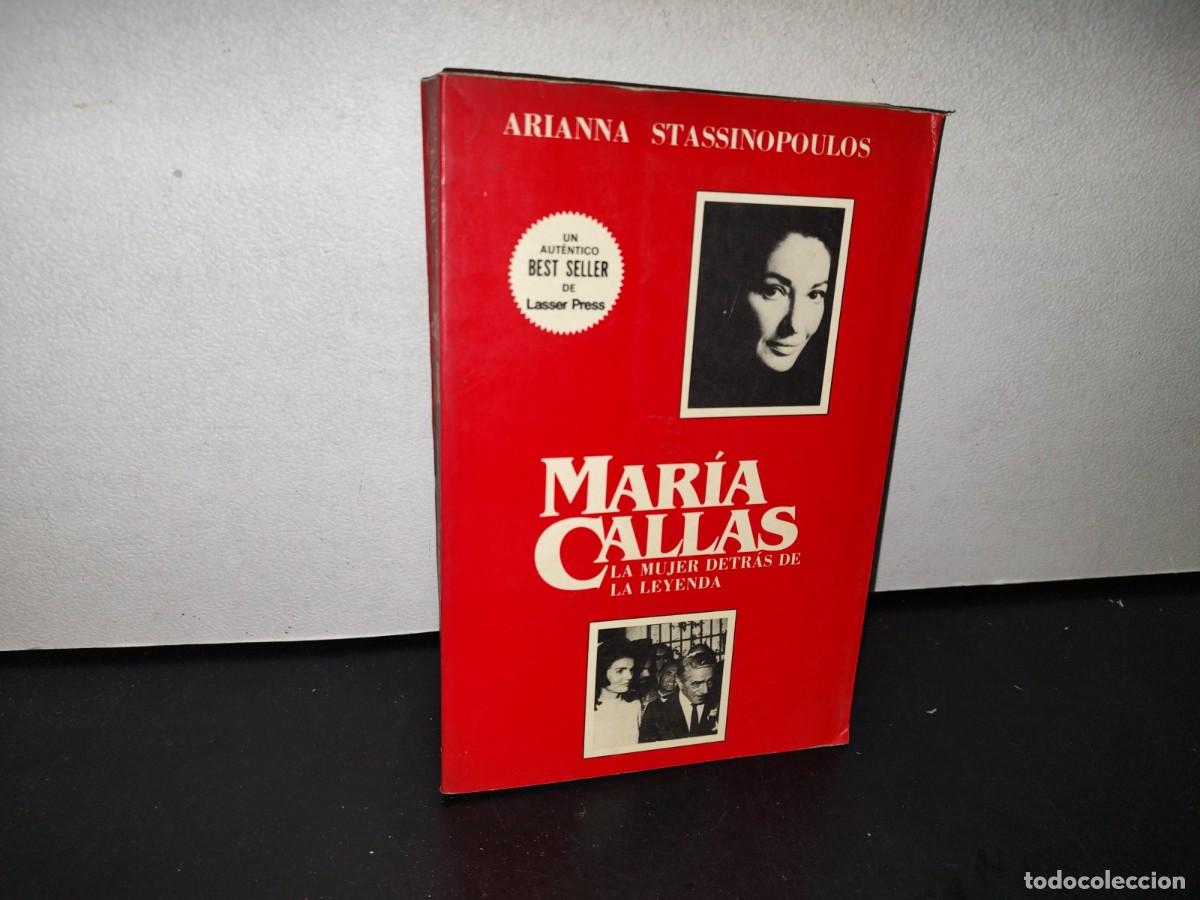 ARIANNA STASSINOPOULOS
UN
AUTÉNTICO
BEST SELLER
DE
Lasser Press
MARÍA
CALLAS
LA MUJER DETRÁS DE
LA LEYENDA
todocoleccion